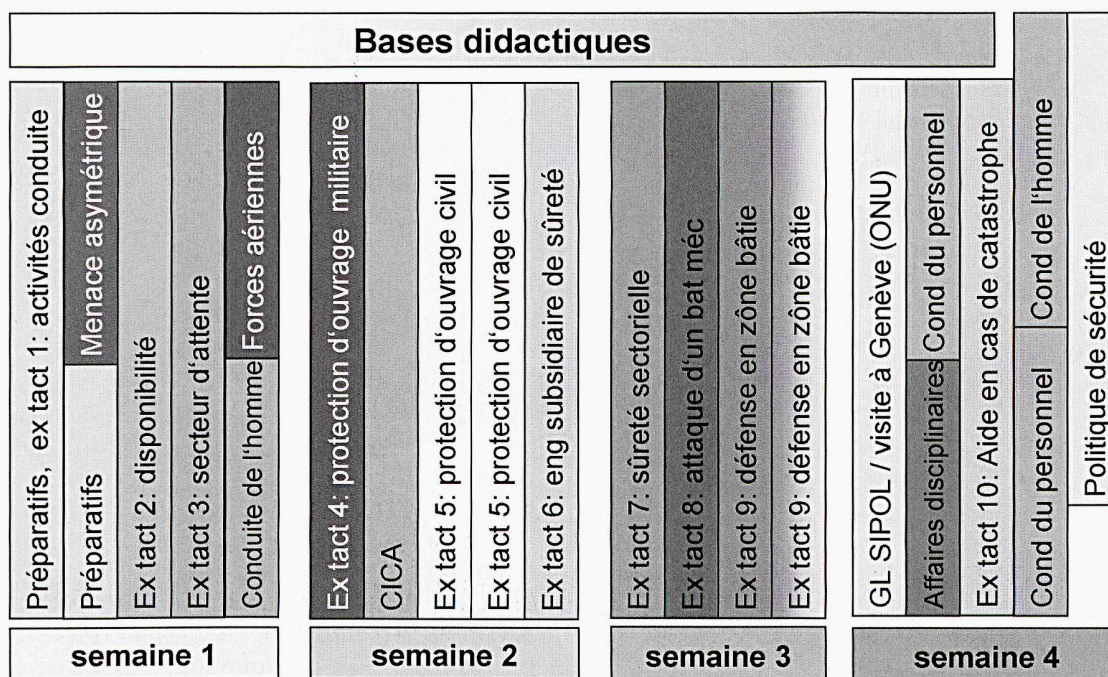 Bases didactiques
Préparatifs, ex tact 1: activités conduite
Préparatifs
Menace asymétrique
Ex tact 2: disponibilité
Ex tact 3: secteur d'attente
Conduite de l'homme
Forces aériennes
semaine 1
Ex tact 4: protection d'ouvrage militaire
CICA
Ex tact 5: protection d'ouvrage civil
Ex tact 5: protection d'ouvrage civil
Ex tact 6: eng subsidiaire de sûreté
semaine 2
Ex tact 7: sûreté sectorielle
Ex tact 8: attaque d'un bat méc
Ex tact 9: défense en zône bâtie
Ex tact 9: défense en zône bâtie
semaine 3
GL: SIPOL / visite à Genève (ONU)
Affaires disciplinaires
Cond du personnel
Ex tact 10: Aide en cas de catastrophe
Cond du personnel
Cond de l'homme
Politique de sécurité
semaine 4